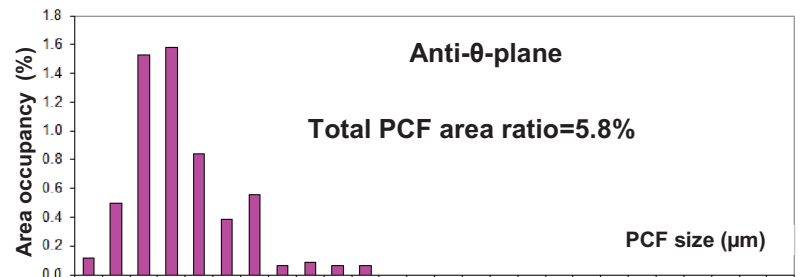 1.8
Anti-θ-plane
1.6
1.4
1.2
Total PCF area ratio=5.8%
1.0
0.8
0.6
0.4
0.2
PCF size (µm)
0.0
Area occupancy (%)